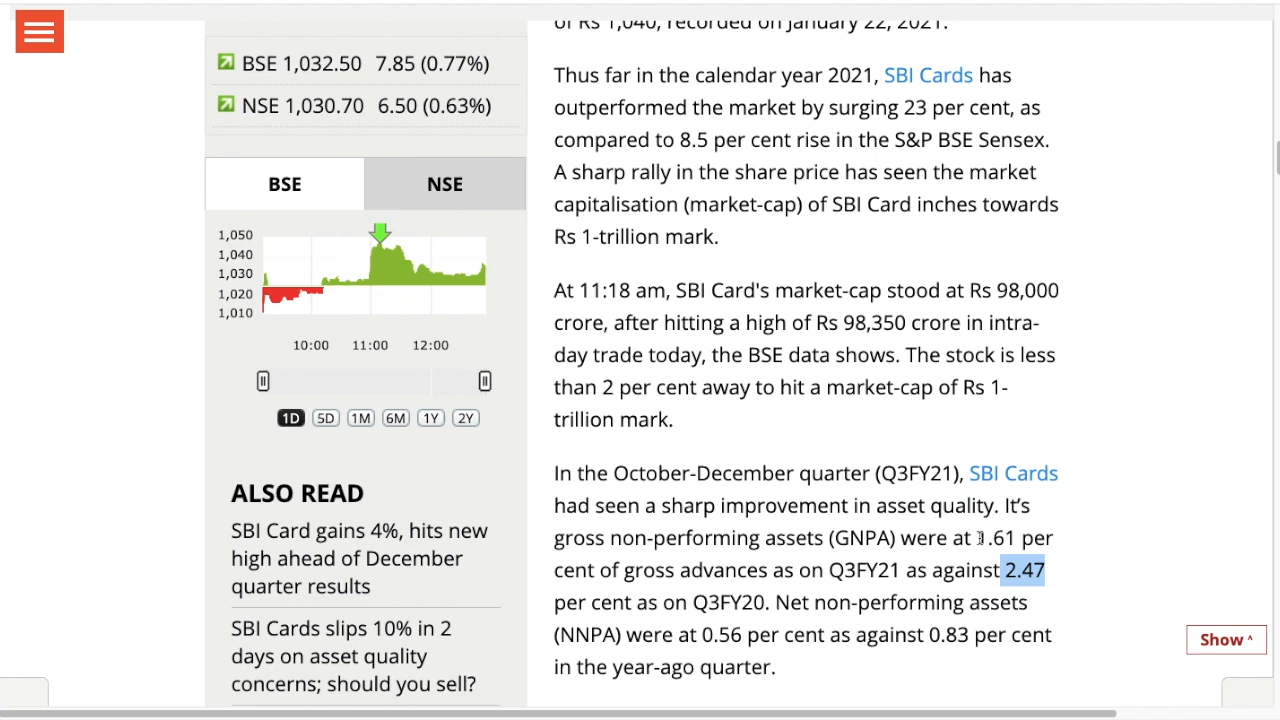 BSE 1,032.50 7.85 (0.77%)
NSE 1,030.70 6.50 (0.63%)
BSE NSE
1,050
1,040
1,030
1,020
1,010
10:00 11:00 12:00
1D 5D 1M 6M 1Y 2Y
ALSO READ
SBI Card gains 4%, hits new
high ahead of December
quarter results
SBI Cards slips 10% in 2
days on asset quality
concerns; should you sell?
of Rs 1,040, recorded on January 22, 2021.
Thus far in the calendar year 2021, SBI Cards has
outperformed the market by surging 23 per cent, as
compared to 8.5 per cent rise in the S&P BSE Sensex.
A sharp rally in the share price has seen the market
capitalisation (market-cap) of SBI Card inches towards
Rs 1-trillion mark.
At 11:18 am, SBI Card's market-cap stood at Rs 98,000
crore, after hitting a high of Rs 98,350 crore in intra-
day trade today, the BSE data shows. The stock is less
than 2 per cent away to hit a market-cap of Rs 1-
trillion mark.
In the October-December quarter (Q3FY21), SBI Cards
had seen a sharp improvement in asset quality. It’s
gross non-performing assets (GNPA) were at 1.61 per
cent of gross advances as on Q3FY21 as against 2.47
per cent as on Q3FY20. Net non-performing assets
(NNPA) were at 0.56 per cent as against 0.83 per cent
in the year-ago quarter.
Show ^